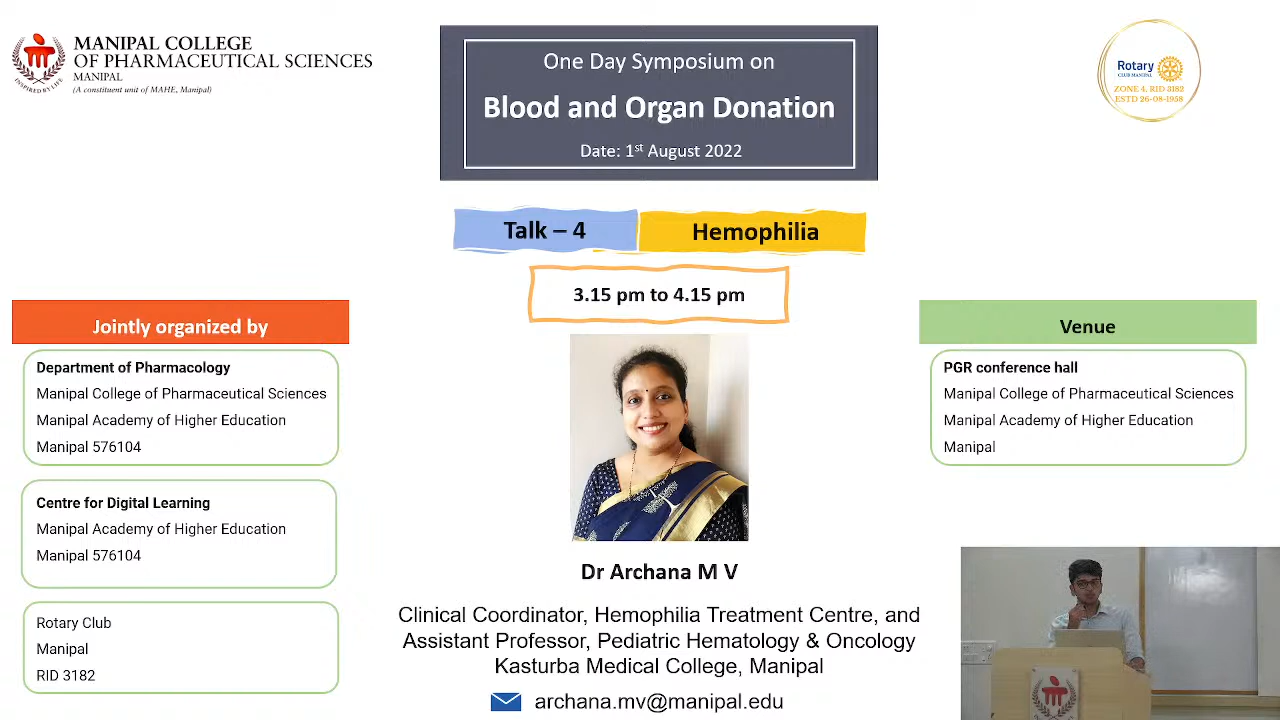 MANIPAL COLLEGE
OF PHARMACEUTICAL SCIENCES
MANIPAL
(A constituent unit of MAHE, Manipal)
INSPIRED BY LIFE
One Day Symposium on
Blood and Organ Donation
Date: 1st August 2022
Rotary
CLUB MANIPAL
ZONE 4, RID 3182
ESTD 26-08-1958
Talk – 4
Hemophilia
3.15 pm to 4.15 pm
Jointly organized by
Department of Pharmacology
Manipal College of Pharmaceutical Sciences
Manipal Academy of Higher Education
Manipal 576104
Centre for Digital Learning
Manipal Academy of Higher Education
Manipal 576104
Rotary Club
Manipal
RID 3182
Venue
PGR conference hall
Manipal College of Pharmaceutical Sciences
Manipal Academy of Higher Education
Manipal
Dr Archana M V
Clinical Coordinator, Hemophilia Treatment Centre, and
Assistant Professor, Pediatric Hematology & Oncology
Kasturba Medical College, Manipal
archana.mv@manipal.edu